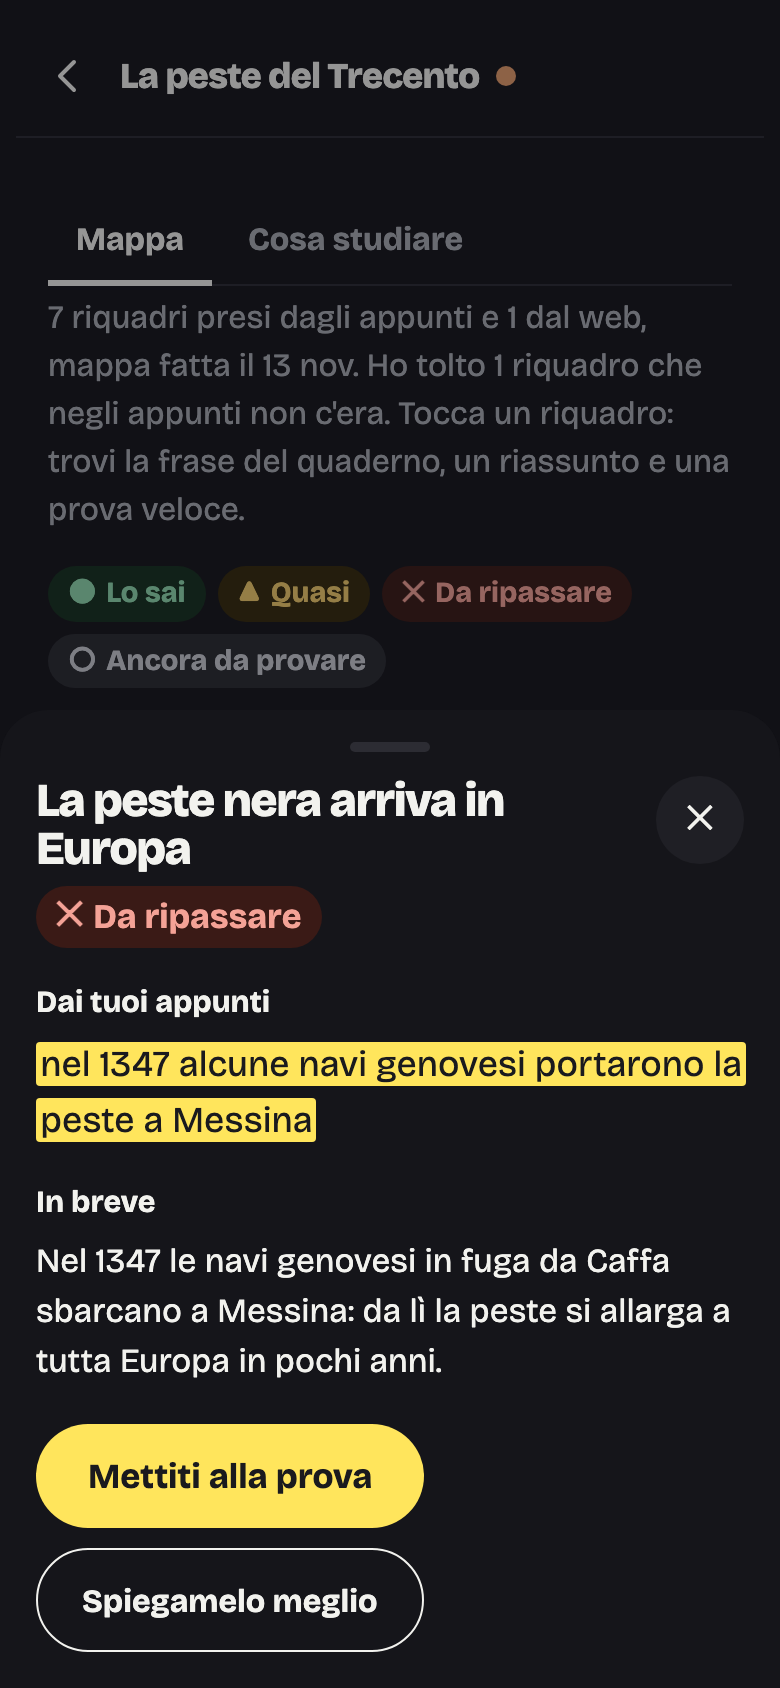 La peste del Trecento
Mappa
Cosa studiare
7 riquadri presi dagli appunti e 1 dal web,
mappa fatta il 13 nov. Ho tolto 1 riquadro che
negli appunti non c'era. Tocca un riquadro:
trovi la frase del quaderno, un riassunto e una
prova veloce.
Lo sai
Quasi
Da ripassare
Ancora da provare
La peste nera arriva in
Europa
Da ripassare
Dai tuoi appunti
nel 1347 alcune navi genovesi portarono la
peste a Messina
In breve
Nel 1347 le navi genovesi in fuga da Caffa
sbarcano a Messina: da lì la peste si allarga a
tutta Europa in pochi anni.
Mettiti alla prova
Spiegamelo meglio